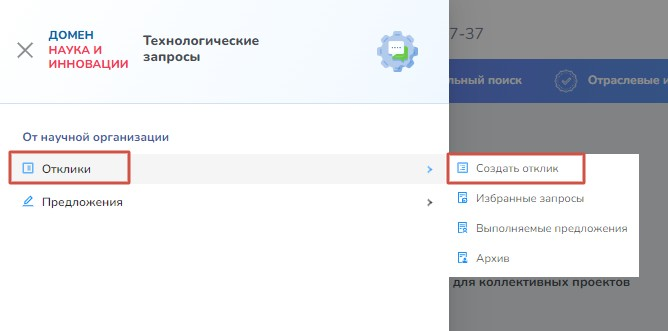 ДОМЕН
НАУКА И
ИННОВАЦИИ
Технологические
запросы
7-37
льный поиск
Отраслевые и
От научной организации
Отклики
Предложения
Создать отклик
Избранные запросы
Выполняемые предложения
Архив
для коллективных проектов